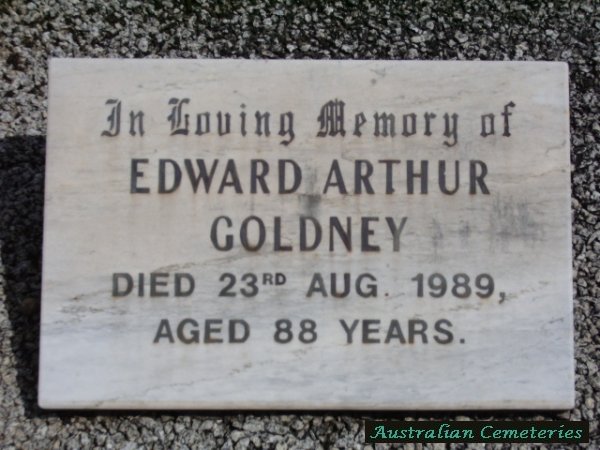 In Loving Memory of
EDWARD ARTHUR
GOLDNEY
DIED 23RD AUG. 1989,
AGED 88 YEARS.
Australian Cemeteries